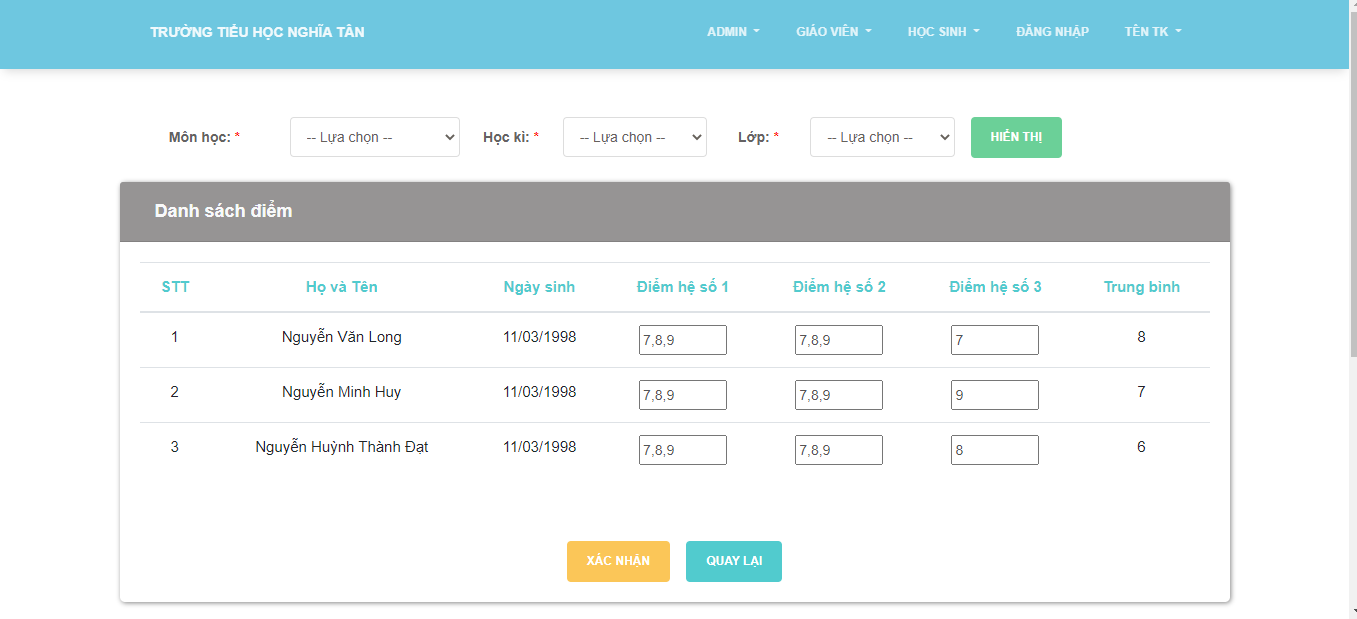 TRƯỜNG TIỂU HỌC NGHĨA TÂN ADMIN GIÁO VIÊN HỌC SINH ĐĂNG NHẬP TÊN TK
Môn học: * -- Lựa chọn -- Học kì: * -- Lựa chọn -- Lớp: * -- Lựa chọn -- HIỂN THỊ
Danh sách điểm
STT Họ và Tên Ngày sinh Điểm hệ số 1 Điểm hệ số 2 Điểm hệ số 3 Trung bình
1 Nguyễn Văn Long 11/03/1998 7,8,9 7,8,9 7 8
2 Nguyễn Minh Huy 11/03/1998 7,8,9 7,8,9 9 7
3 Nguyễn Huỳnh Thành Đạt 11/03/1998 7,8,9 7,8,9 8 6
XÁC NHẬN QUAY LẠI